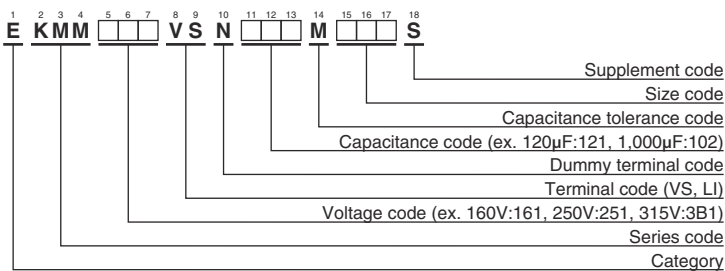 1 2 3 4 5 6 7 8 9 10 11 12 13 14 15 16 17 18
E KMM VS N M S
Supplement code
Size code
Capacitance tolerance code
Capacitance code (ex. 120μF:121, 1,000μF:102)
Dummy terminal code
Terminal code (VS, LI)
Voltage code (ex. 160V:161, 250V:251, 315V:3B1)
Series code
Category